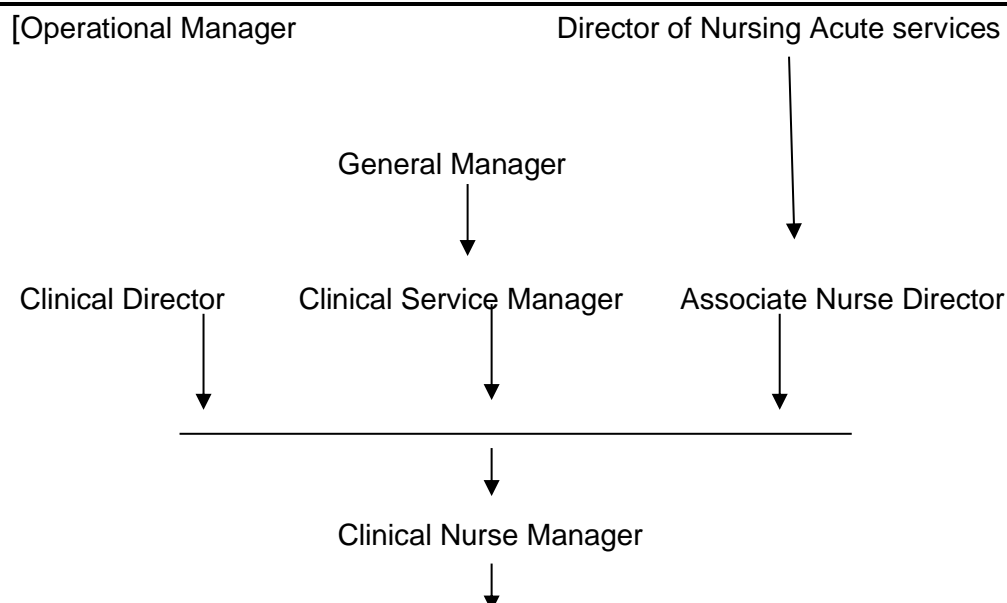 [Operational Manager Director of Nursing Acute services
General Manager
Clinical Director Clinical Service Manager Associate Nurse Director
Clinical Nurse Manager